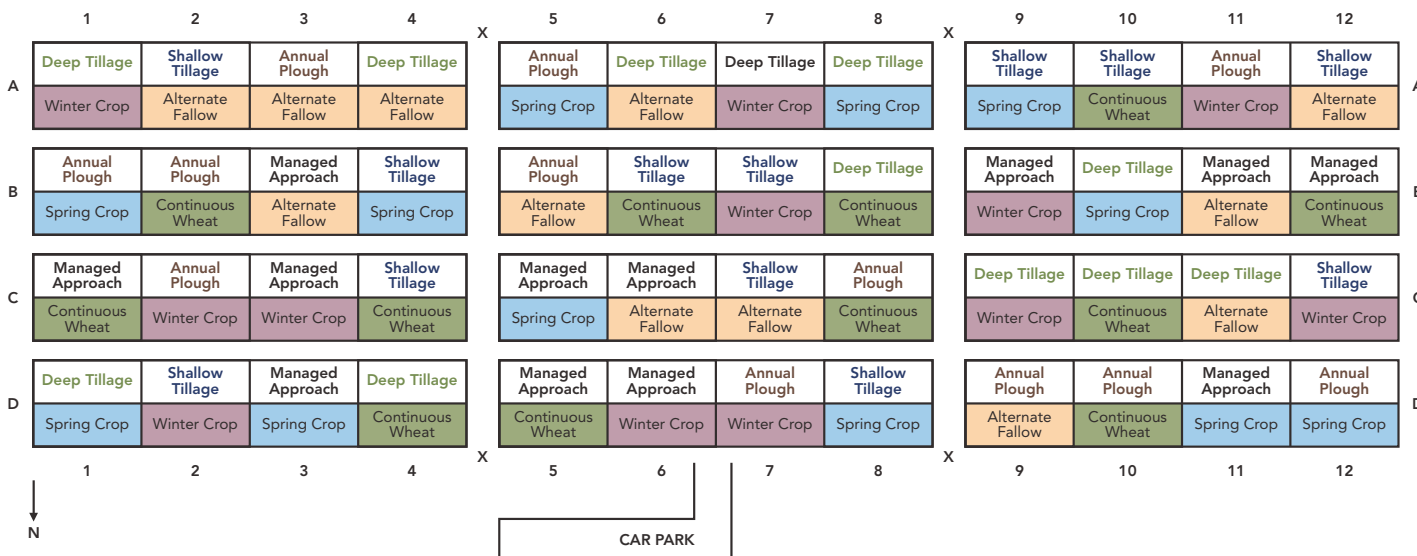 1 2 3 4 X 5 6 7 8 X 9 10 11 12
A
Deep Tillage
Shallow
Tillage
Annual
Plough
Deep Tillage
Annual
Plough
Deep Tillage
Deep Tillage
Deep Tillage
Shallow
Tillage
Shallow
Tillage
Annual
Plough
Shallow
Tillage
A
Winter Crop
Alternate
Fallow
Alternate
Fallow
Alternate
Fallow
Spring Crop
Alternate
Fallow
Winter Crop
Spring Crop
Spring Crop
Continuous
Wheat
Winter Crop
Alternate
Fallow
B
Annual
Plough
Annual
Plough
Managed
Approach
Shallow
Tillage
Annual
Plough
Shallow
Tillage
Shallow
Tillage
Deep Tillage
Managed
Approach
Deep Tillage
Managed
Approach
Managed
Approach
Spring Crop
Continuous
Wheat
Alternate
Fallow
Spring Crop
Alternate
Fallow
Continuous
Wheat
Winter Crop
Continuous
Wheat
Winter Crop
Spring Crop
Alternate
Fallow
Continuous
Wheat
C
Managed
Approach
Annual
Plough
Managed
Approach
Shallow
Tillage
Managed
Approach
Managed
Approach
Shallow
Tillage
Annual
Plough
Deep Tillage
Deep Tillage
Deep Tillage
Shallow
Tillage
Continuous
Wheat
Winter Crop
Winter Crop
Continuous
Wheat
Spring Crop
Alternate
Fallow
Alternate
Fallow
Continuous
Wheat
Winter Crop
Continuous
Wheat
Alternate
Fallow
Winter Crop
D
Deep Tillage
Shallow
Tillage
Managed
Approach
Deep Tillage
Managed
Approach
Managed
Approach
Annual
Plough
Shallow
Tillage
Annual
Plough
Annual
Plough
Managed
Approach
Annual
Plough
Spring Crop
Winter Crop
Spring Crop
Continuous
Wheat
Continuous
Wheat
Winter Crop
Winter Crop
Spring Crop
Alternate
Fallow
Continuous
Wheat
Spring Crop
Spring Crop
1 2 3 4 X 5 6 7 8 X 9 10 11 12
N
CAR PARK